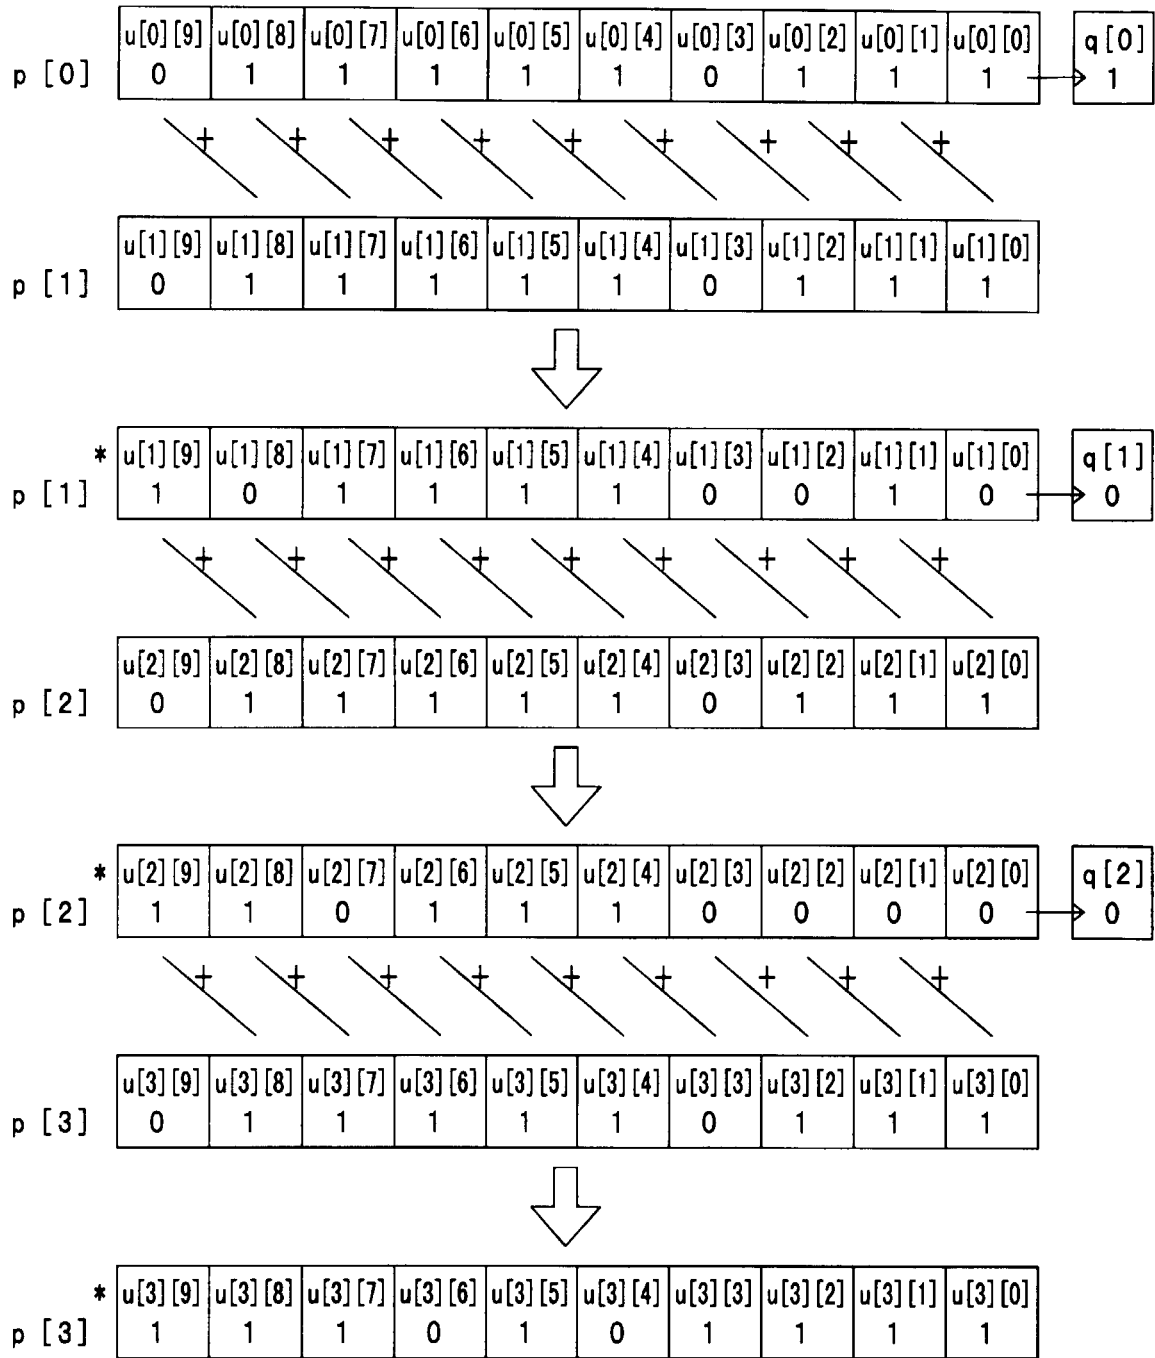 u[0][9] u[0][8] u[0][7] u[0][6] u[0][5] u[0][4] u[0][3] u[0][2] u[0][1] u[0][0] q[0]
p [0] 0 1 1 1 1 1 0 1 1 1 1
+ + + + + + + + +
u[1][9] u[1][8] u[1][7] u[1][6] u[1][5] u[1][4] u[1][3] u[1][2] u[1][1] u[1][0]
p [1] 0 1 1 1 1 1 0 1 1 1
* u[1][9] u[1][8] u[1][7] u[1][6] u[1][5] u[1][4] u[1][3] u[1][2] u[1][1] u[1][0] q[1]
p [1] 1 0 1 1 1 1 0 0 1 0 0
+ + + + + + + + +
u[2][9] u[2][8] u[2][7] u[2][6] u[2][5] u[2][4] u[2][3] u[2][2] u[2][1] u[2][0]
p [2] 0 1 1 1 1 1 0 1 1 1
* u[2][9] u[2][8] u[2][7] u[2][6] u[2][5] u[2][4] u[2][3] u[2][2] u[2][1] u[2][0] q[2]
p [2] 1 1 0 1 1 1 0 0 0 0 0
+ + + + + + + + +
u[3][9] u[3][8] u[3][7] u[3][6] u[3][5] u[3][4] u[3][3] u[3][2] u[3][1] u[3][0]
p [3] 0 1 1 1 1 1 0 1 1 1
* u[3][9] u[3][8] u[3][7] u[3][6] u[3][5] u[3][4] u[3][3] u[3][2] u[3][1] u[3][0]
p [3] 1 1 1 0 1 0 1 1 1 1